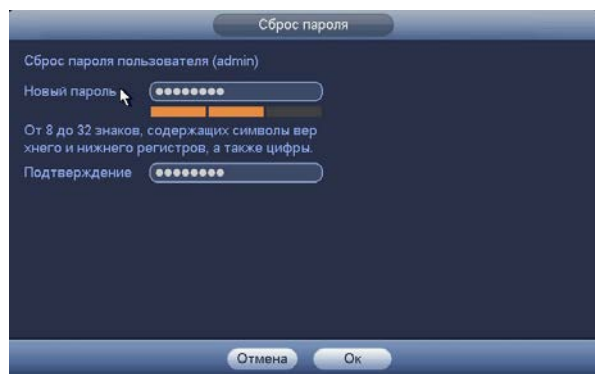 Сброс пароля
Сброс пароля пользователя (admin)
Новый пароль
От 8 до 32 знаков, содержащих символы вер
хнего и нижнего регистров, а также цифры.
Подтверждение
Отмена Ок